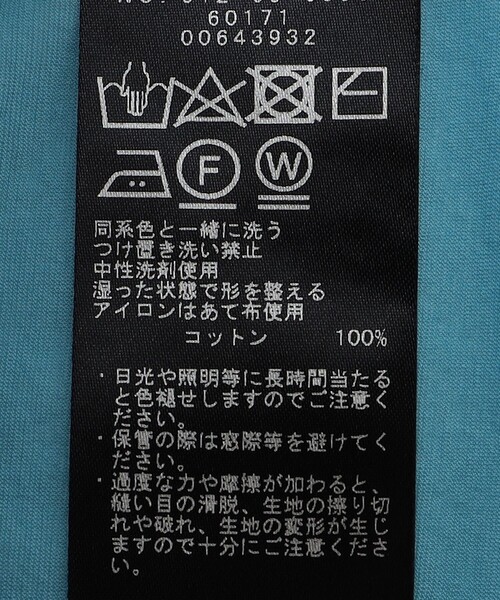 60171
00643932
F
W
同系色と一緒に洗う
つけ置き洗い禁止
中性洗剤使用
湿った状態で形を整える
アイロンはあて布使用
コットン 100%
・日光や照明等に長時間当たる
と色褪せしますのでご注意く
ださい。
・保管の際は窓際等を避けてく
ださい。
・過度な力や摩擦が加わると、
縫い目の滑脱、生地の擦り切
れや破れ、生地の変形が生じ
ますので十分にご注意くださ
い。